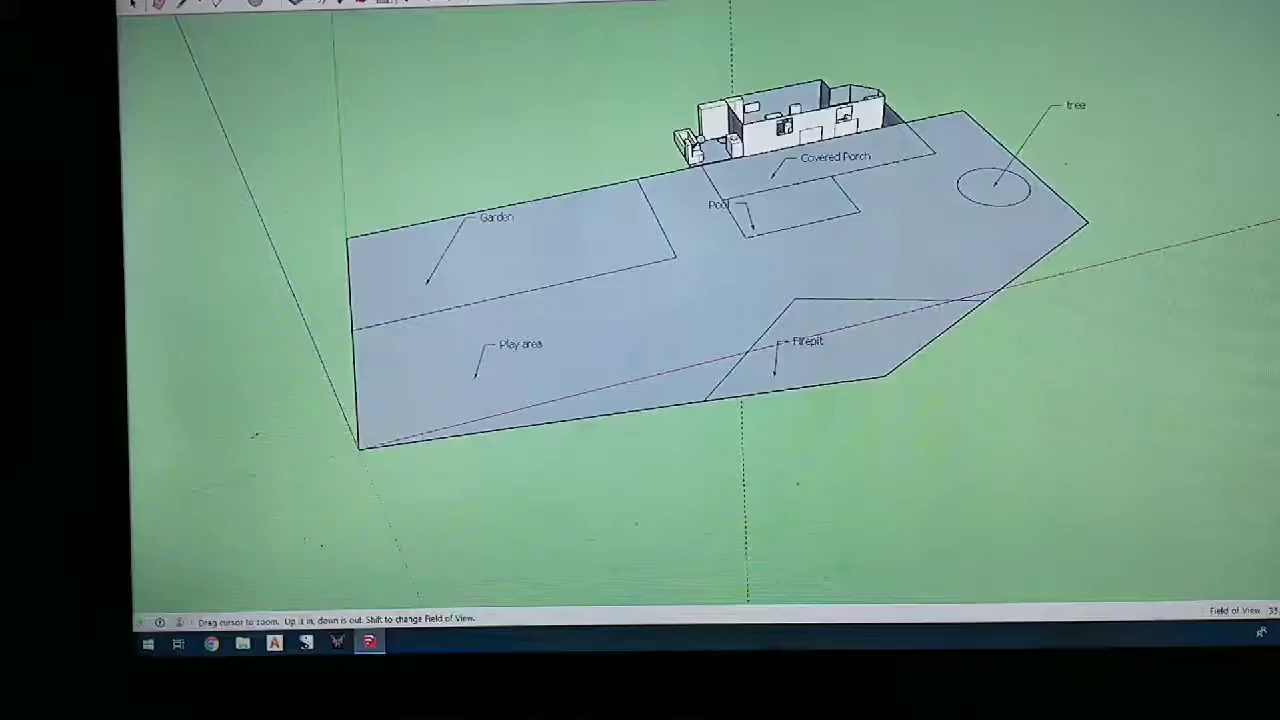 tree
Covered Porch
Pool
Garden
Play area
Firepit
Drag cursor to zoom. Up is in, down is out. Shift to change Field of View.
Field of View